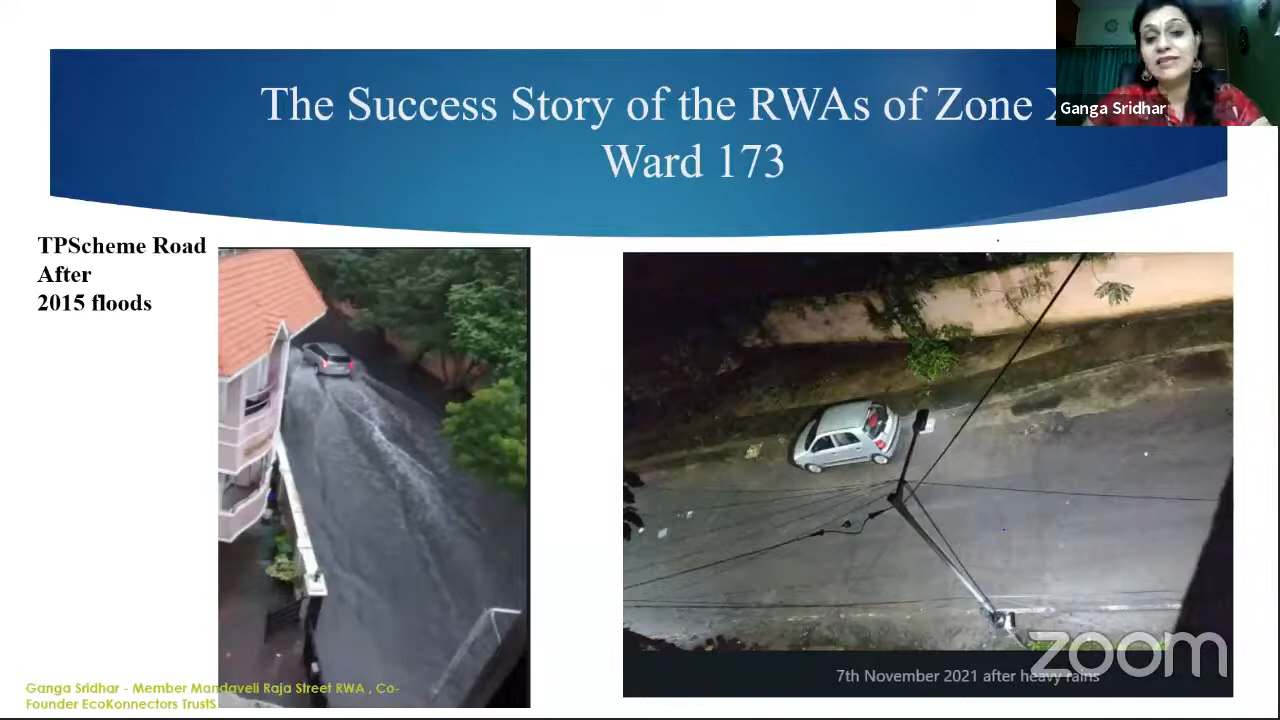 The Success Story of the RWAs of Zone
Ward 173
Ganga Sridhar
TPScheme Road
After
2015 floods
7th November 2021 after heavy rains
zoom
Ganga Sridhar - Member Mandaveli Raja Street RWA , Co-
Founder EcoKonnectors TrustS